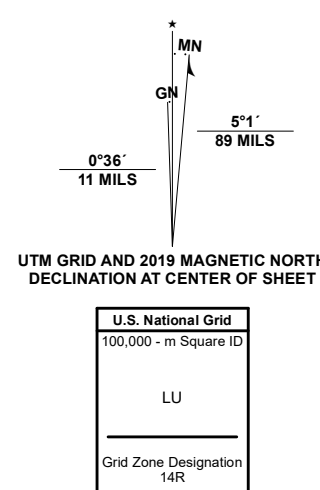 MN
GN
5°1´
89 MILS
0°36´
11 MILS
UTM GRID AND 2019 MAGNETIC NORTH
DECLINATION AT CENTER OF SHEET
U.S. National Grid
100,000 - m Square ID
LU
Grid Zone Designation
14R